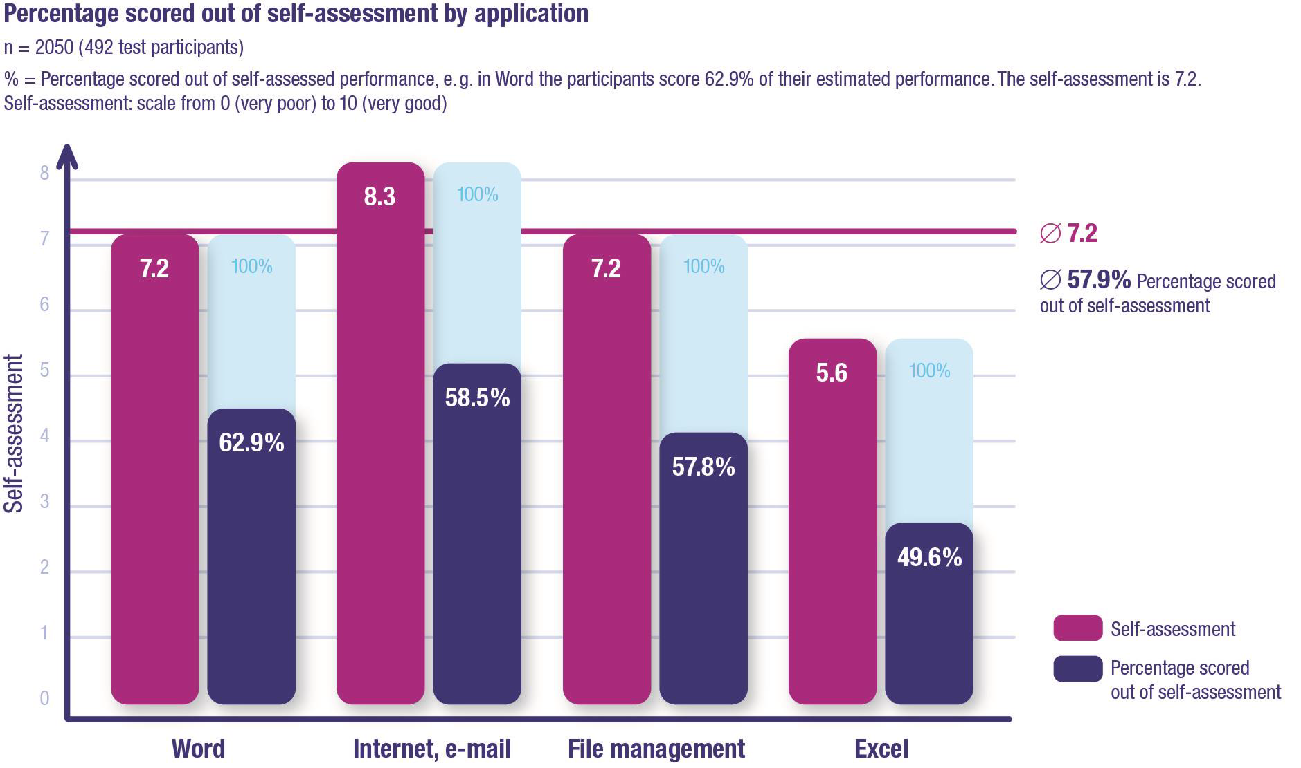 Percentage scored out of self-assessment by application
n = 2050 (492 test participants)
% = Percentage scored out of self-assessed performance, e. g. in Word the participants score 62.9% of their estimated performance. The self-assessment is 7.2.
Self-assessment: scale from 0 (very poor) to 10 (very good)
Self-assessment
8
7
6
5
4
3
2
1
0
7.2
100%
62.9%
8.3
100%
58.5%
7.2
100%
57.8%
5.6
100%
49.6%
Word
Internet, e-mail
File management
Excel
∅ 7.2
∅ 57.9% Percentage scored
out of self-assessment
Self-assessment
Percentage scored
out of self-assessment